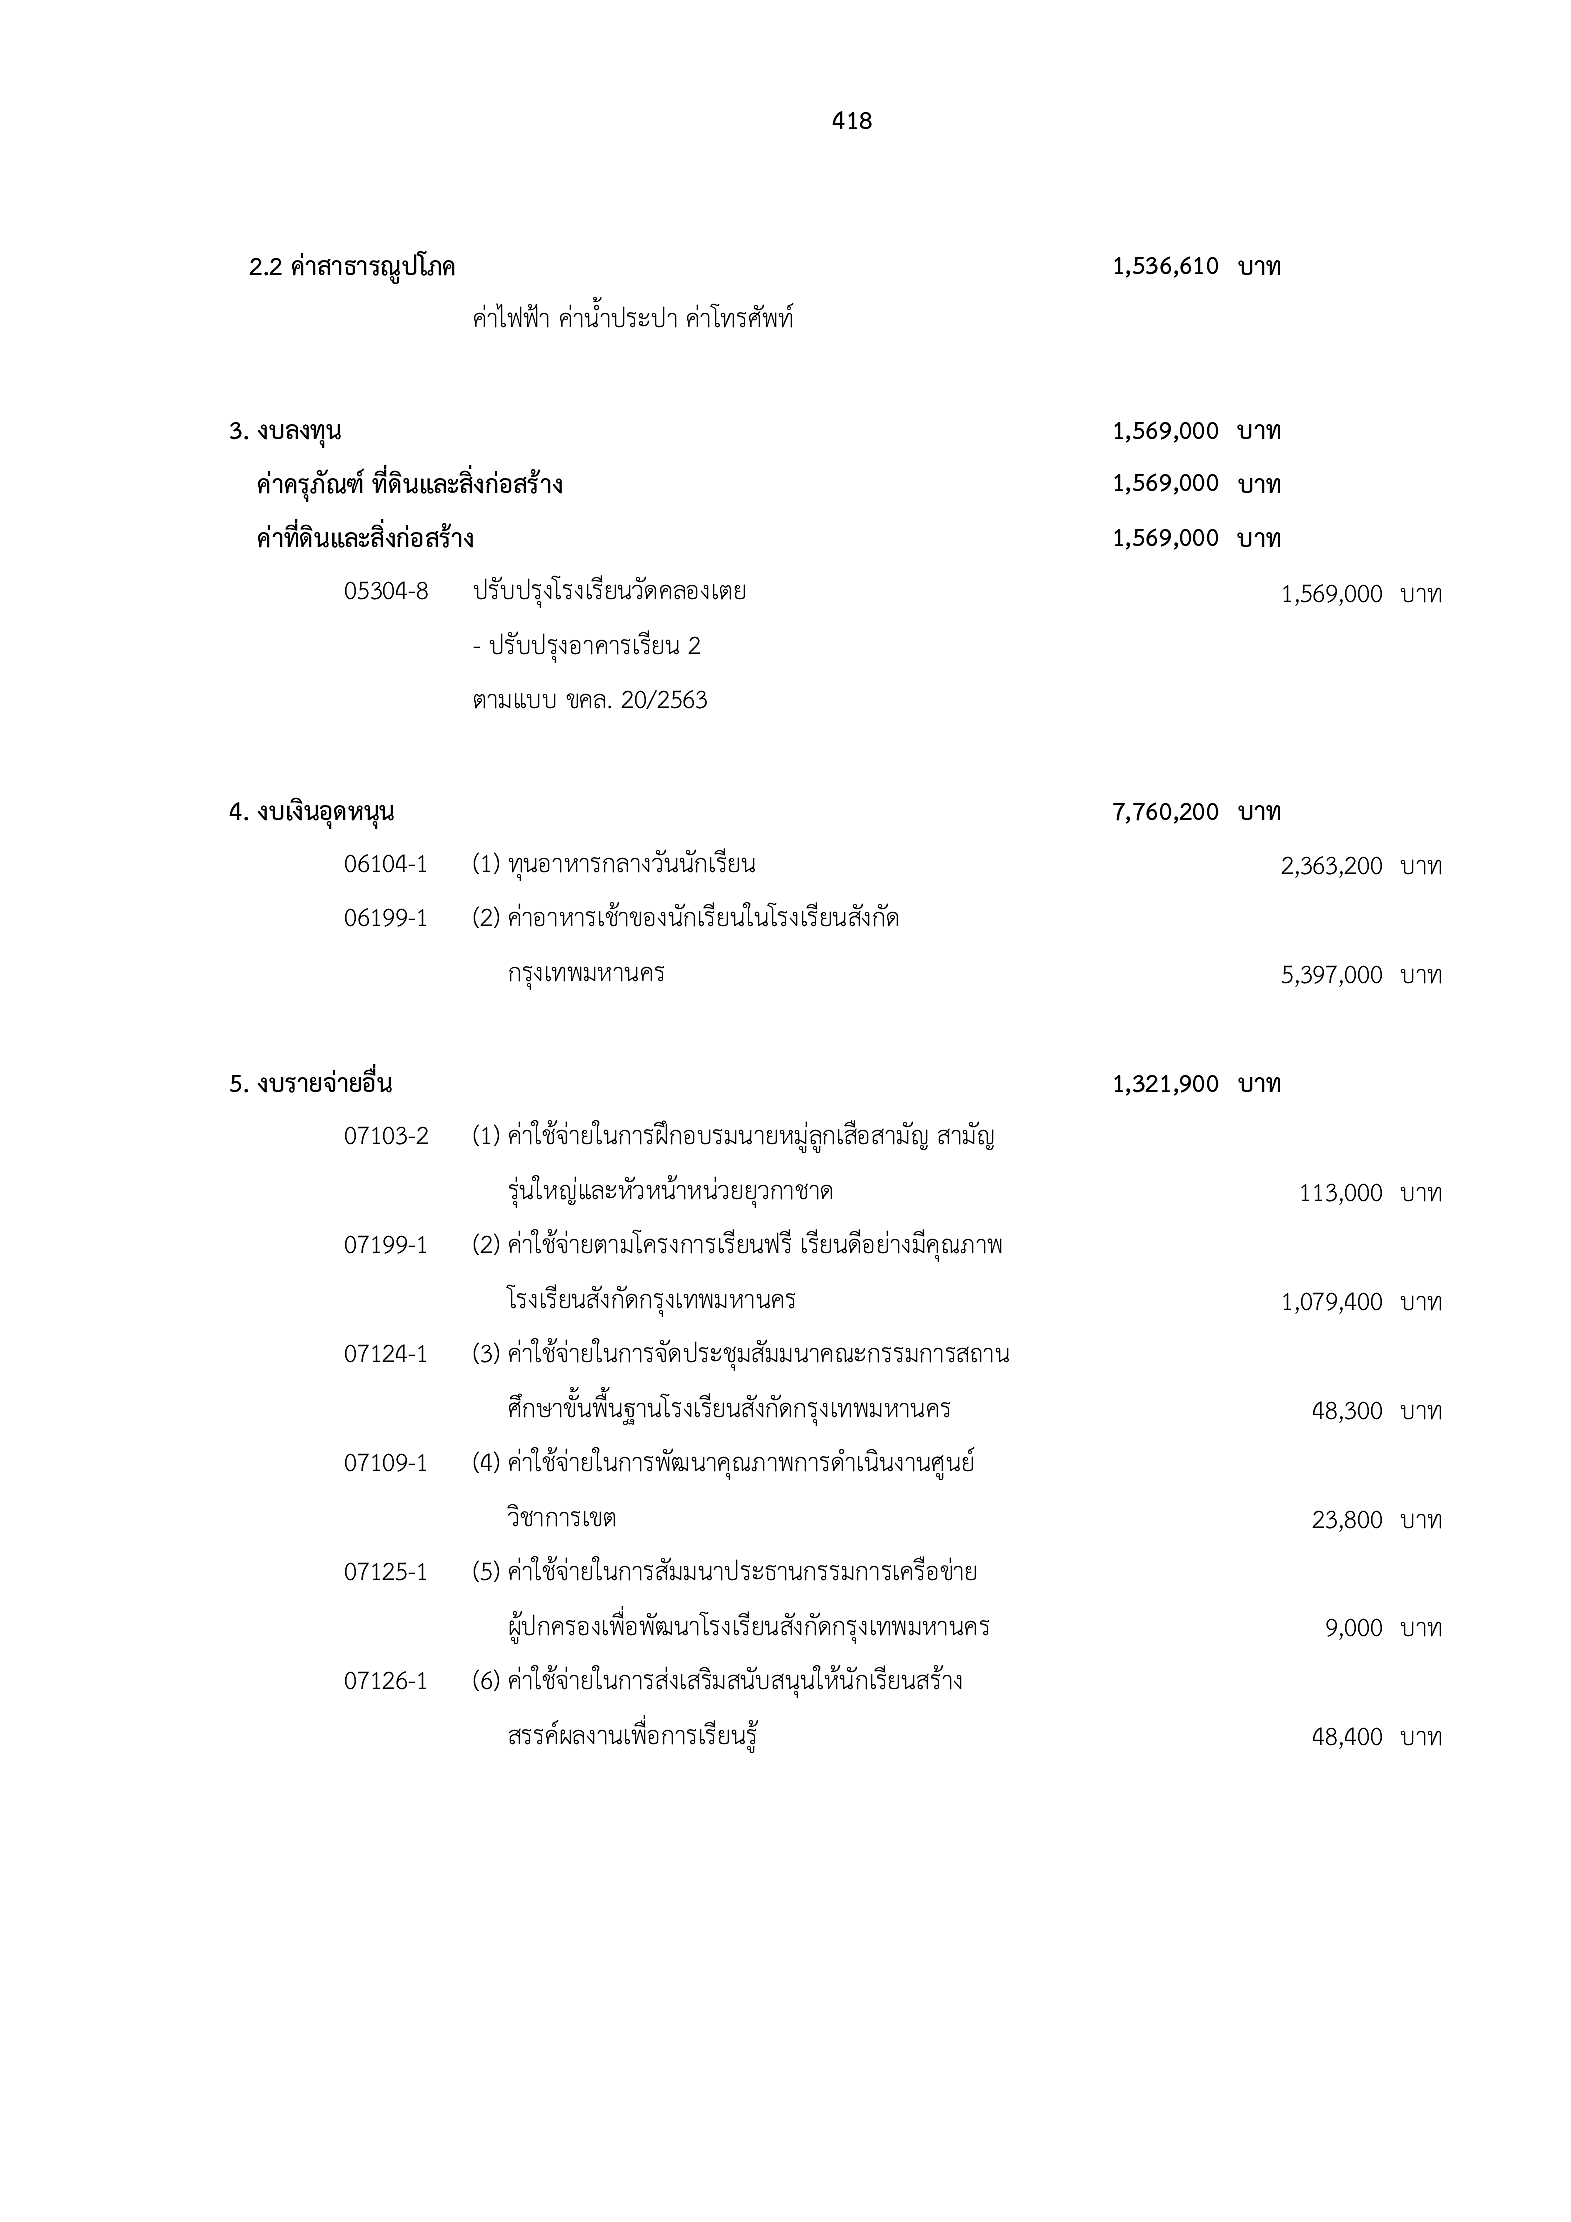 418
2.2 ค่าสาธารณูปโภค 1,536,610 บาท
ค่าไฟฟ้า ค่าน้ำประปา ค่าโทรศัพท์
3. งบลงทุน 1,569,000 บาท
ค่าครุภัณฑ์ ที่ดินและสิ่งก่อสร้าง 1,569,000 บาท
ค่าที่ดินและสิ่งก่อสร้าง 1,569,000 บาท
05304-8 ปรับปรุงโรงเรียนวัดคลองเตย 1,569,000 บาท
- ปรับปรุงอาคารเรียน 2
ตามแบบ ขคล. 20/2563
4. งบเงินอุดหนุน 7,760,200 บาท
06104-1 (1) ทุนอาหารกลางวันนักเรียน 2,363,200 บาท
06199-1 (2) ค่าอาหารเช้าของนักเรียนในโรงเรียนสังกัด
กรุงเทพมหานคร 5,397,000 บาท
5. งบรายจ่ายอื่น 1,321,900 บาท
07103-2 (1) ค่าใช้จ่ายในการฝึกอบรมนายหมู่ลูกเสือสามัญ สามัญ
รุ่นใหญ่และหัวหน้าหน่วยยุวกาชาด 113,000 บาท
07199-1 (2) ค่าใช้จ่ายตามโครงการเรียนฟรี เรียนดีอย่างมีคุณภาพ
โรงเรียนสังกัดกรุงเทพมหานคร 1,079,400 บาท
07124-1 (3) ค่าใช้จ่ายในการจัดประชุมสัมมนาคณะกรรมการสถาน
ศึกษาขั้นพื้นฐานโรงเรียนสังกัดกรุงเทพมหานคร 48,300 บาท
07109-1 (4) ค่าใช้จ่ายในการพัฒนาคุณภาพการดำเนินงานศูนย์
วิชาการเขต 23,800 บาท
07125-1 (5) ค่าใช้จ่ายในการสัมมนาประธานกรรมการเครือข่าย
ผู้ปกครองเพื่อพัฒนาโรงเรียนสังกัดกรุงเทพมหานคร 9,000 บาท
07126-1 (6) ค่าใช้จ่ายในการส่งเสริมสนับสนุนให้นักเรียนสร้าง
สรรค์ผลงานเพื่อการเรียนรู้ 48,400 บาท